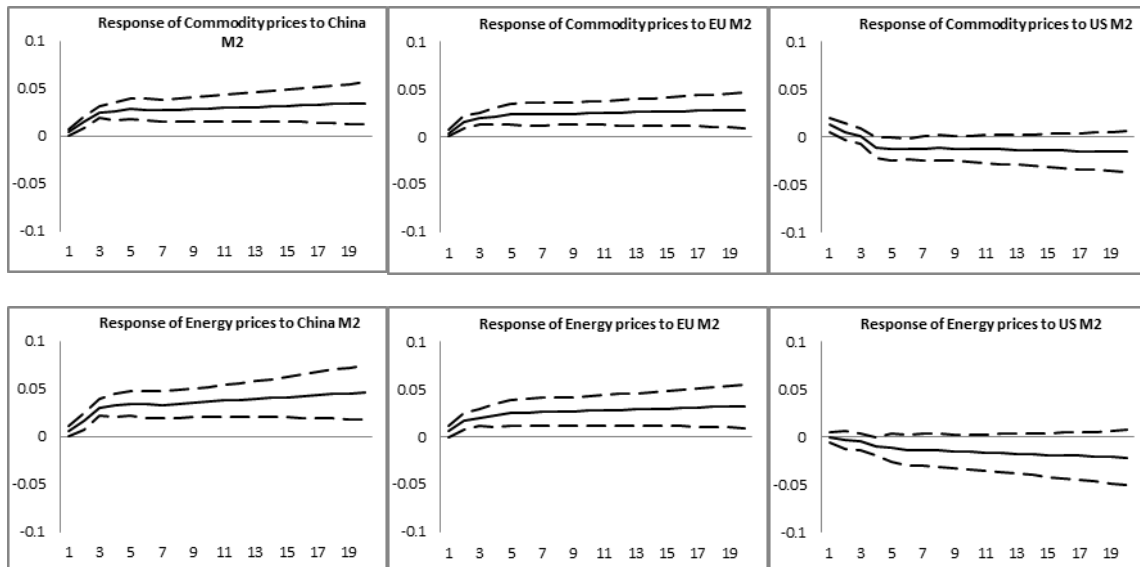 Response of Commodity prices to China
M2
0.1
0.05
0
-0.05
-0.1
1 3 5 7 9 11 13 15 17 19
Response of Commodity prices to EU M2
0.1
0.05
0
-0.05
-0.1
1 3 5 7 9 11 13 15 17 19
Response of Commodity prices to US M2
0.1
0.05
0
-0.05
-0.1
1 3 5 7 9 11 13 15 17 19
Response of Energy prices to China M2
0.1
0.05
0
-0.05
-0.1
1 3 5 7 9 11 13 15 17 19
Response of Energy prices to EU M2
0.1
0.05
0
-0.05
-0.1
1 3 5 7 9 11 13 15 17 19
Response of Energy prices to US M2
0.1
0.05
0
-0.05
-0.1
1 3 5 7 9 11 13 15 17 19